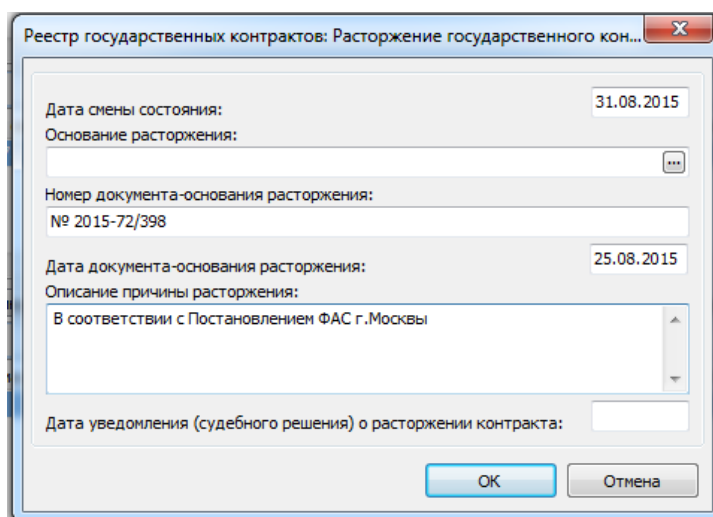 Реестр государственных контрактов: Расторжение государственного кон...
Дата смены состояния:
31.08.2015
Основание расторжения:
...
Номер документа-основания расторжения:
№ 2015-72/398
Дата документа-основания расторжения:
25.08.2015
Описание причины расторжения:
В соответствии с Постановлением ФАС г.Москвы
Дата уведомления (судебного решения) о расторжении контракта:
ОК
Отмена